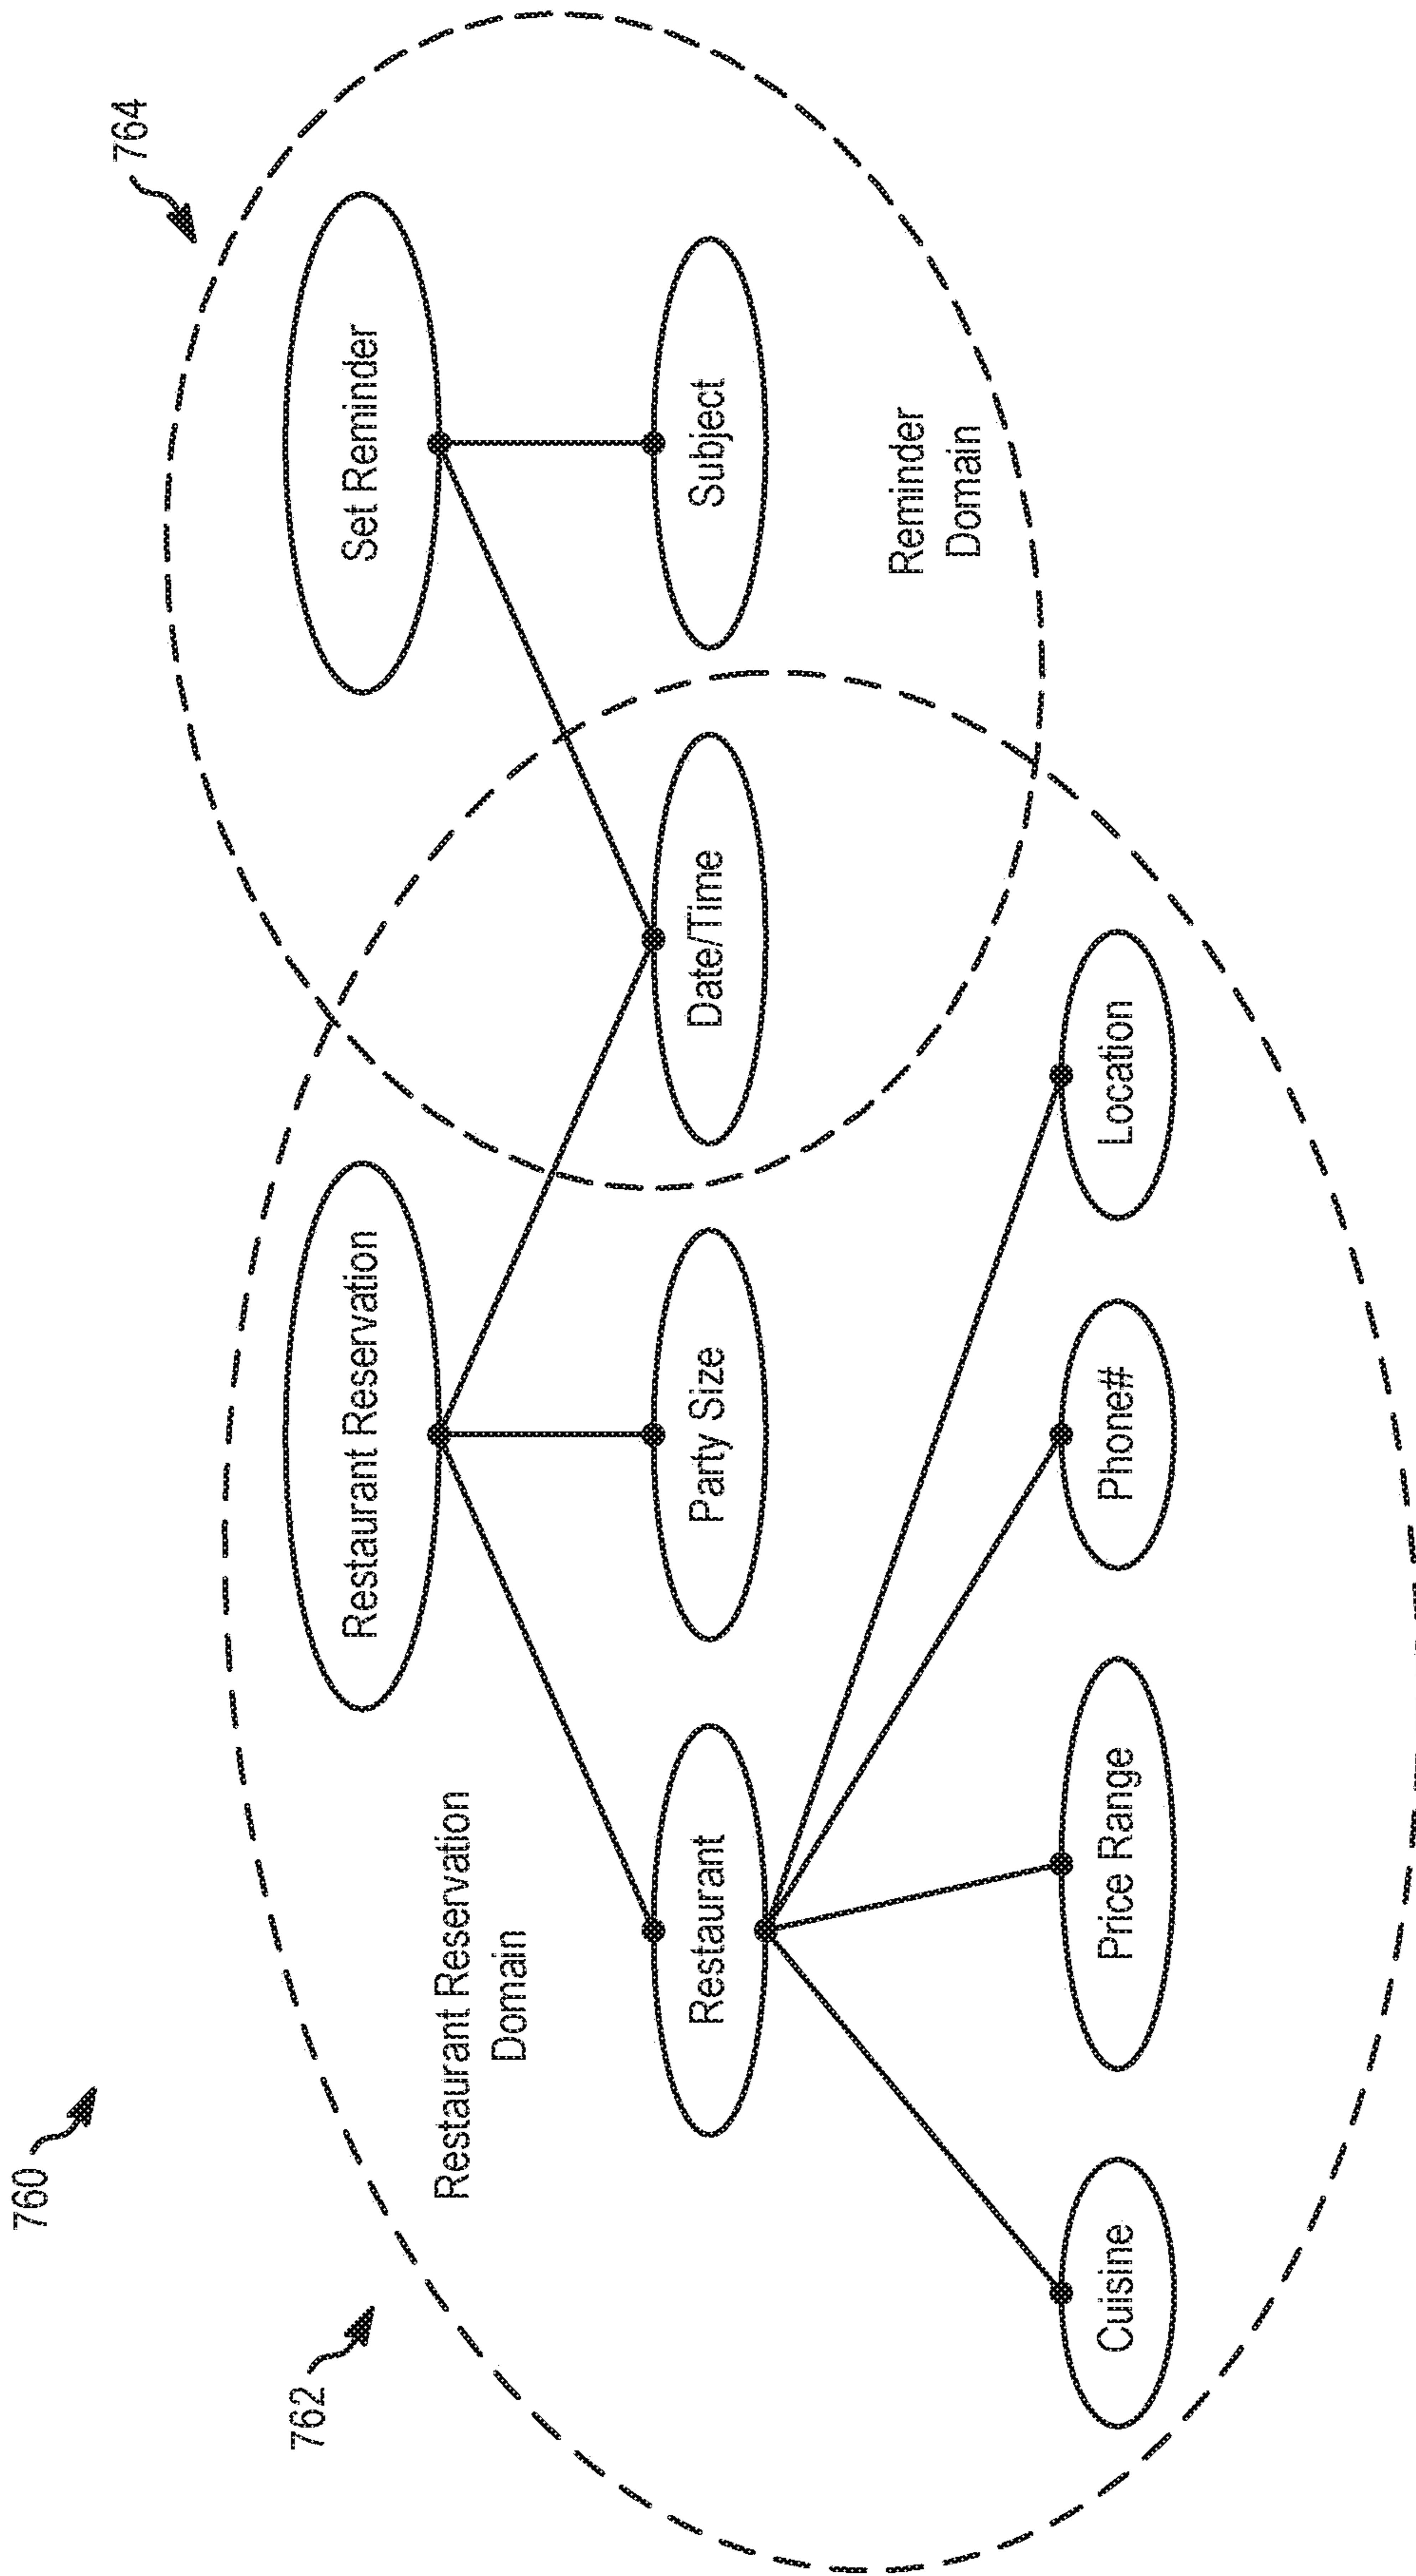 760
762
764
Restaurant Reservation
Domain
Restaurant Reservation
Set Reminder
Restaurant
Party Size
Date/Time
Subject
Reminder
Domain
Cuisine
Price Range
Phone#
Location